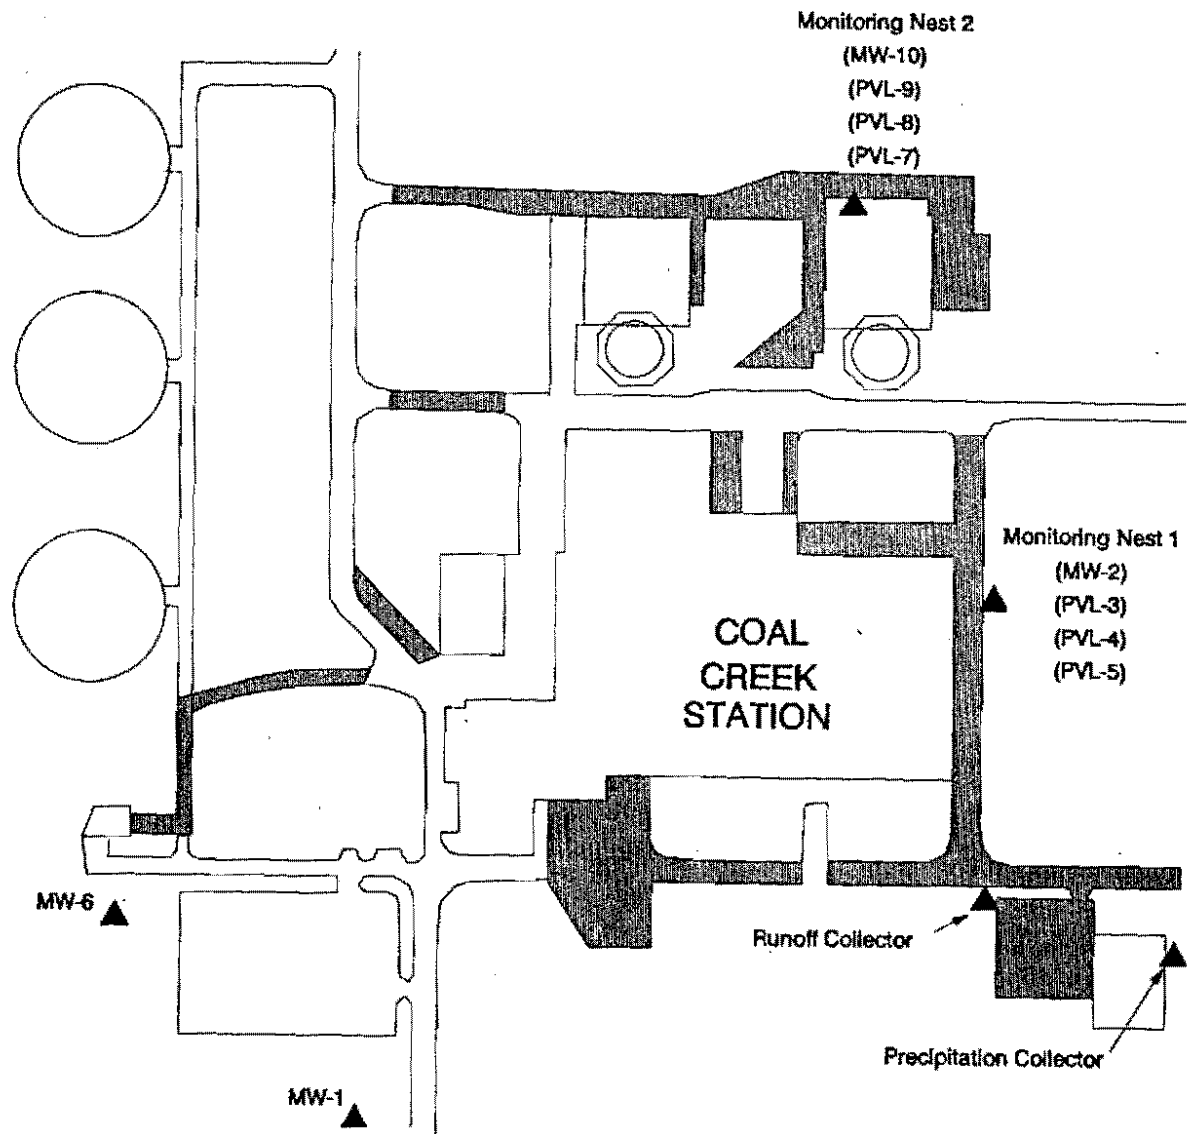 Monitoring Nest 2
(MW-10)
(PVL-9)
(PVL-8)
(PVL-7)
Monitoring Nest 1
(MW-2)
(PVL-3)
(PVL-4)
(PVL-5)
COAL
CREEK
STATION
MW-6
Runoff Collector
Precipitation Collector
MW-1